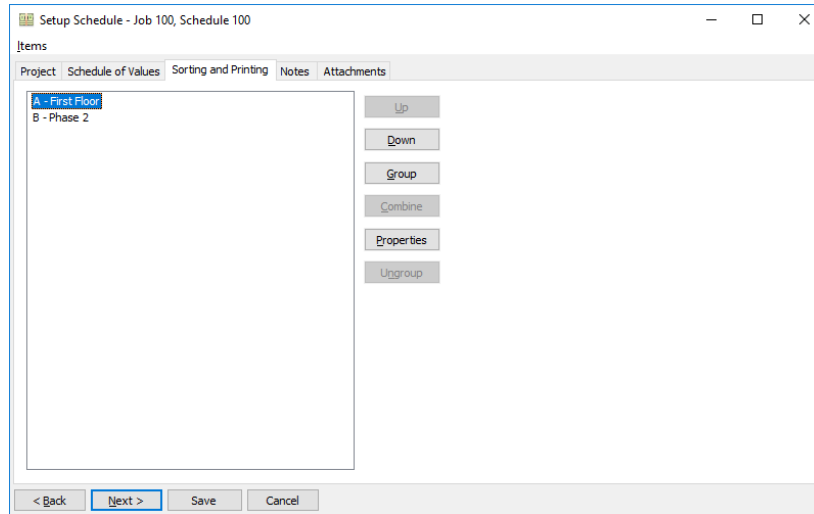 Setup Schedule - Job 100, Schedule 100
Items
Project Schedule of Values Sorting and Printing Notes Attachments
A - First Floor
B - Phase 2
Up
Down
Group
Combine
Properties
Ungroup
< Back Next > Save Cancel